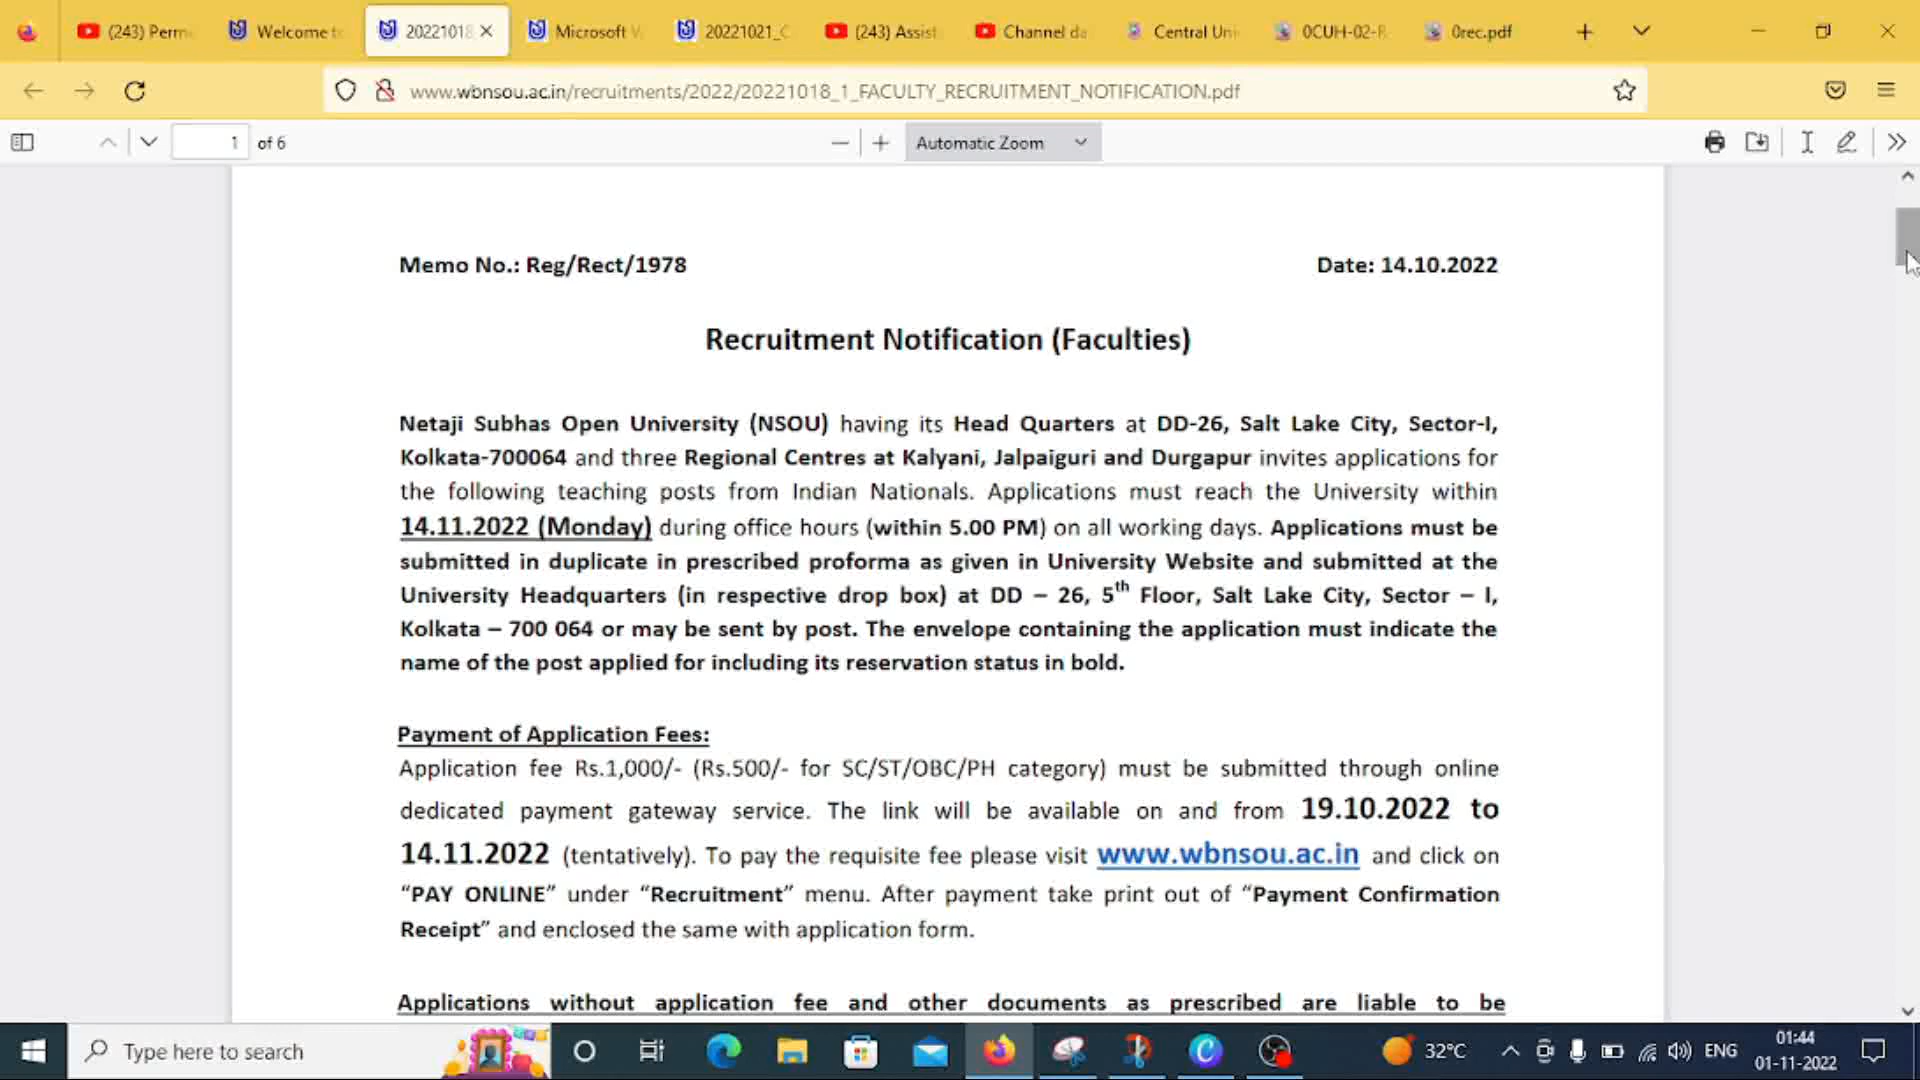 (243) Perm
Welcome to
20221018
Microsoft
20221021_C
(243) Assist
Channel da
Central Uni
0CUH-02-R
0rec.pdf
www.wbnsou.ac.in/recruitments/2022/20221018_1_FACULTY_RECRUITMENT_NOTIFICATION.pdf
1 of 6
Automatic Zoom
Memo No.: Reg/Rect/1978 Date: 14.10.2022
Recruitment Notification (Faculties)
Netaji Subhas Open University (NSOU) having its Head Quarters at DD-26, Salt Lake City, Sector-I,
Kolkata-700064 and three Regional Centres at Kalyani, Jalpaiguri and Durgapur invites applications for
the following teaching posts from Indian Nationals. Applications must reach the University within
14.11.2022 (Monday) during office hours (within 5.00 PM) on all working days. Applications must be
submitted in duplicate in prescribed proforma as given in University Website and submitted at the
University Headquarters (in respective drop box) at DD – 26, 5th Floor, Salt Lake City, Sector – I,
Kolkata – 700 064 or may be sent by post. The envelope containing the application must indicate the
name of the post applied for including its reservation status in bold.
Payment of Application Fees:
Application fee Rs.1,000/- (Rs.500/- for SC/ST/OBC/PH category) must be submitted through online
dedicated payment gateway service. The link will be available on and from 19.10.2022 to
14.11.2022 (tentatively). To pay the requisite fee please visit www.wbnsou.ac.in and click on
“PAY ONLINE” under “Recruitment” menu. After payment take print out of “Payment Confirmation
Receipt” and enclosed the same with application form.
Applications without application fee and other documents as prescribed are liable to be
Type here to search
32°C
ENG
01:44
01-11-2022